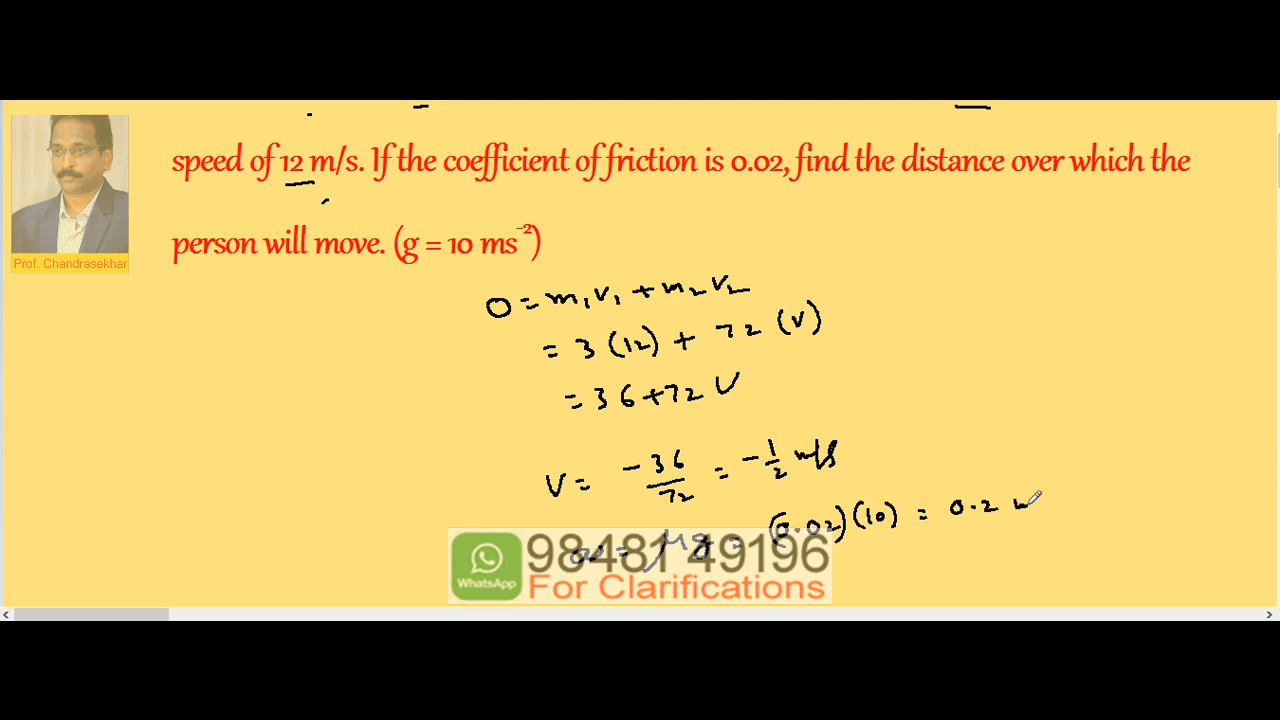 speed of 12 m/s. If the coefficient of friction is 0.02, find the distance over which the
person will move. (g = 10 ms⁻²)
Prof. Chandrasekhar
0 = m₁v₁ + m₂v₂
= 3 (12) + 72 (v)
= 36 + 72 v
v = -36/72 = -1/2 m/s
a = μg = (0.02)(10) = 0.2
WhatsApp
98481 49196
For Clarifications